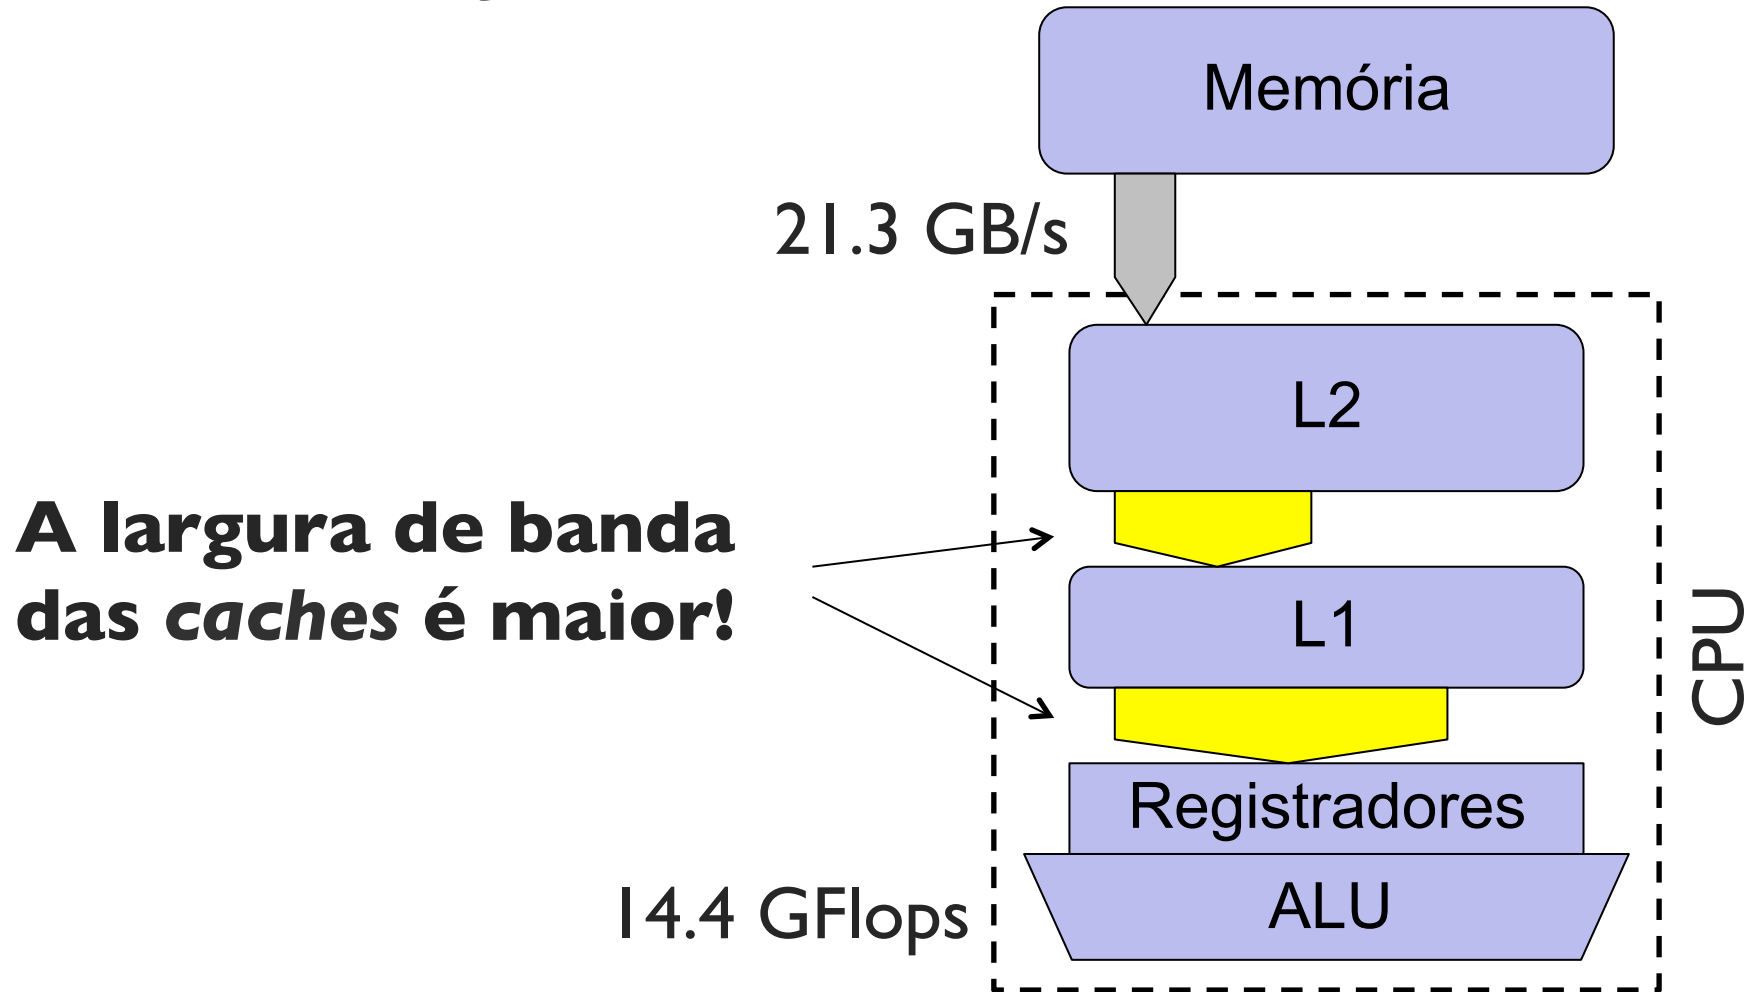 Memória
21.3 GB/s
L2
A largura de banda
das caches é maior!
L1
CPU
Registradores
14.4 GFlops
ALU